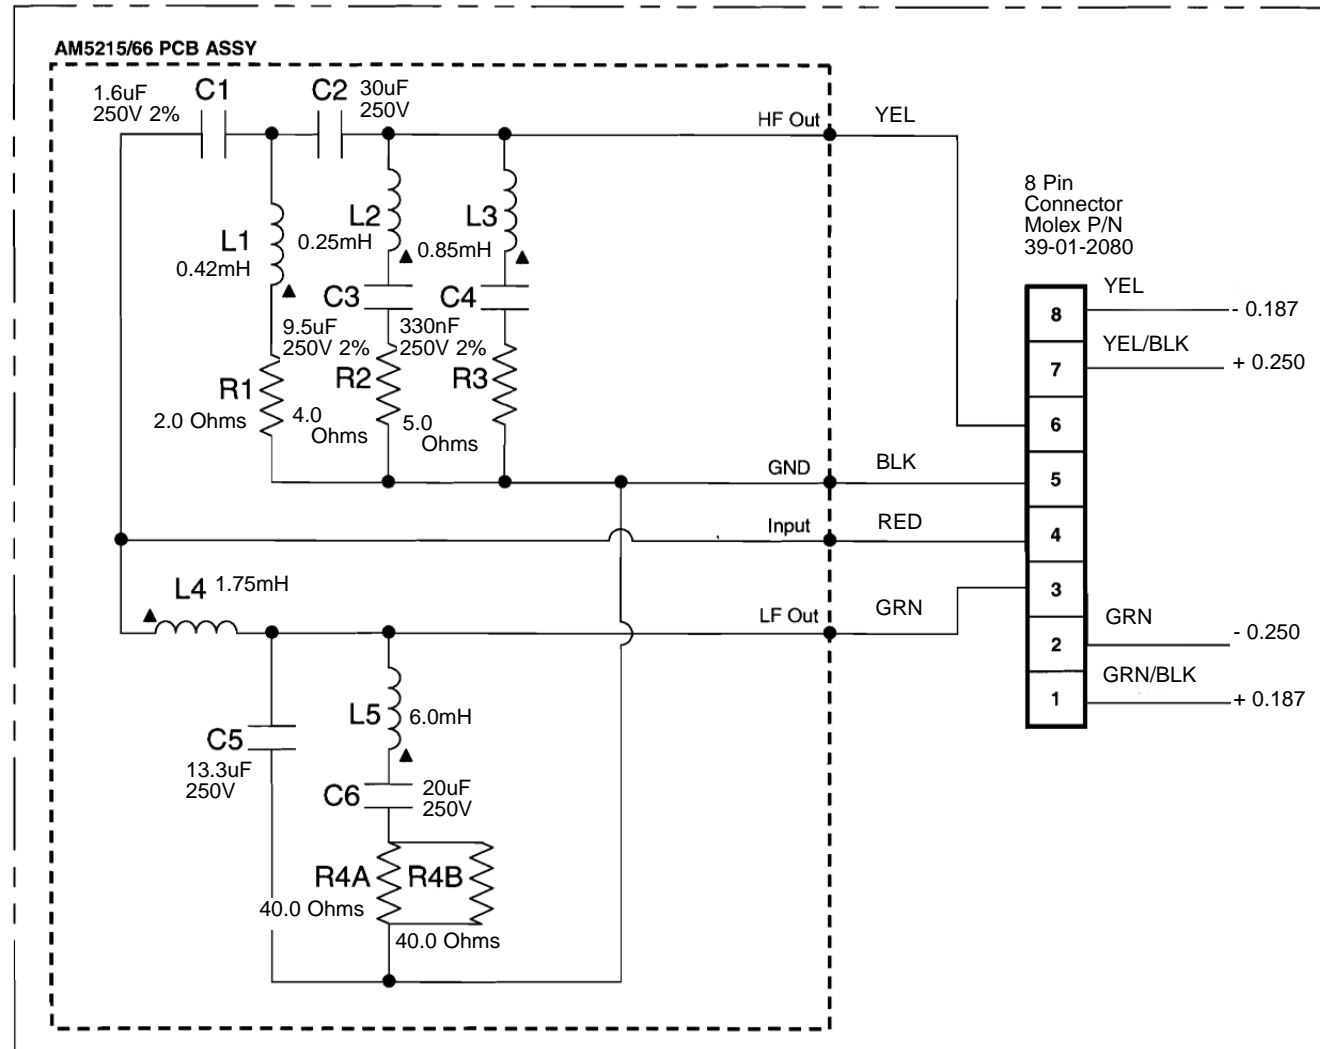 AM5215/66 PCB ASSY
1.6uF
250V 2%
C1
C2
30uF
250V
HF Out
YEL
8 Pin
Connector
Molex P/N
39-01-2080
L1
0.42mH
L2
0.25mH
L3
0.85mH
C3
9.5uF
250V 2%
C4
330nF
250V 2%
R1
2.0 Ohms
R2
4.0
Ohms
R3
5.0
Ohms
GND
BLK
Input
RED
L4
1.75mH
LF Out
GRN
8
YEL
- 0.187
7
YEL/BLK
+ 0.250
6
5
4
3
2
GRN
- 0.250
1
GRN/BLK
+ 0.187
C5
13.3uF
250V
L5
6.0mH
C6
20uF
250V
R4A
40.0 Ohms
R4B
40.0 Ohms